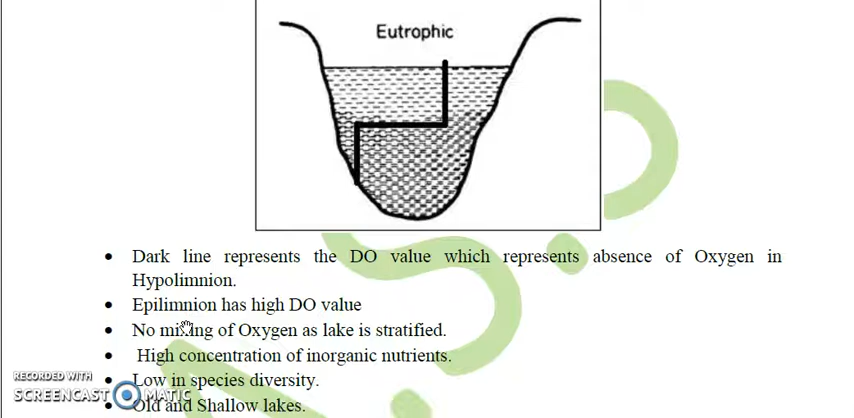 Eutrophic
• Dark line represents the DO value which represents absence of Oxygen in
Hypolimnion.
• Epilimnion has high DO value
• No mixing of Oxygen as lake is stratified.
• High concentration of inorganic nutrients.
• Low in species diversity.
• Old and Shallow lakes.
RECORDED WITH
SCREENCAST MATIC